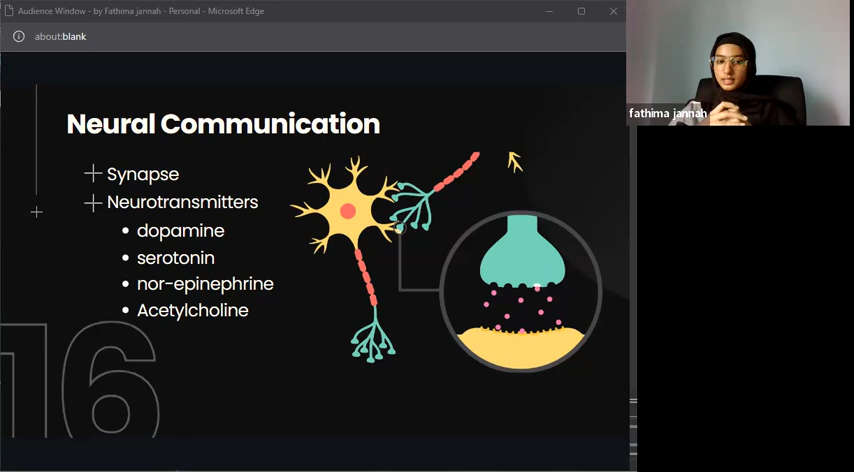 Audience Window - by Fathima jannah - Personal - Microsoft Edge
about:blank
fathima jannah
Neural Communication
Synapse
Neurotransmitters
dopamine
serotonin
nor-epinephrine
Acetylcholine
16